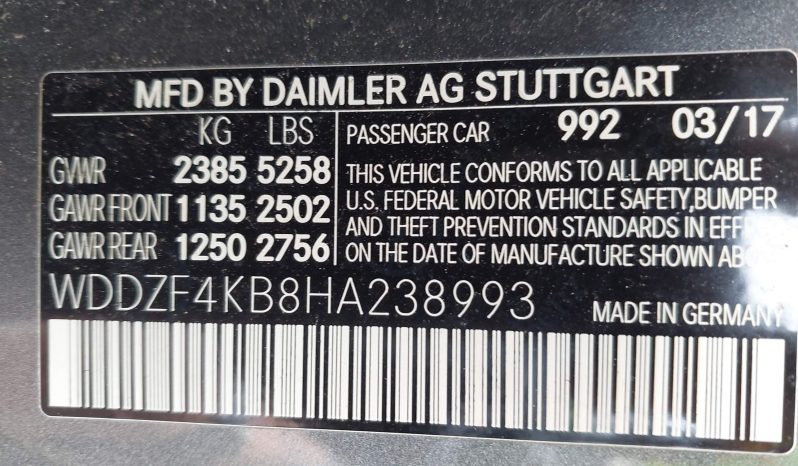 MFD BY DAIMLER AG STUTTGART
KG LBS
GVWR 2385 5258
GAWR FRONT 1135 2502
GAWR REAR 1250 2756
PASSENGER CAR 992 03/17
THIS VEHICLE CONFORMS TO ALL APPLICABLE
U.S. FEDERAL MOTOR VEHICLE SAFETY,BUMPER
AND THEFT PREVENTION STANDARDS IN EFFECT
ON THE DATE OF MANUFACTURE SHOWN ABOVE
WDDZF4KB8HA238993
MADE IN GERMANY